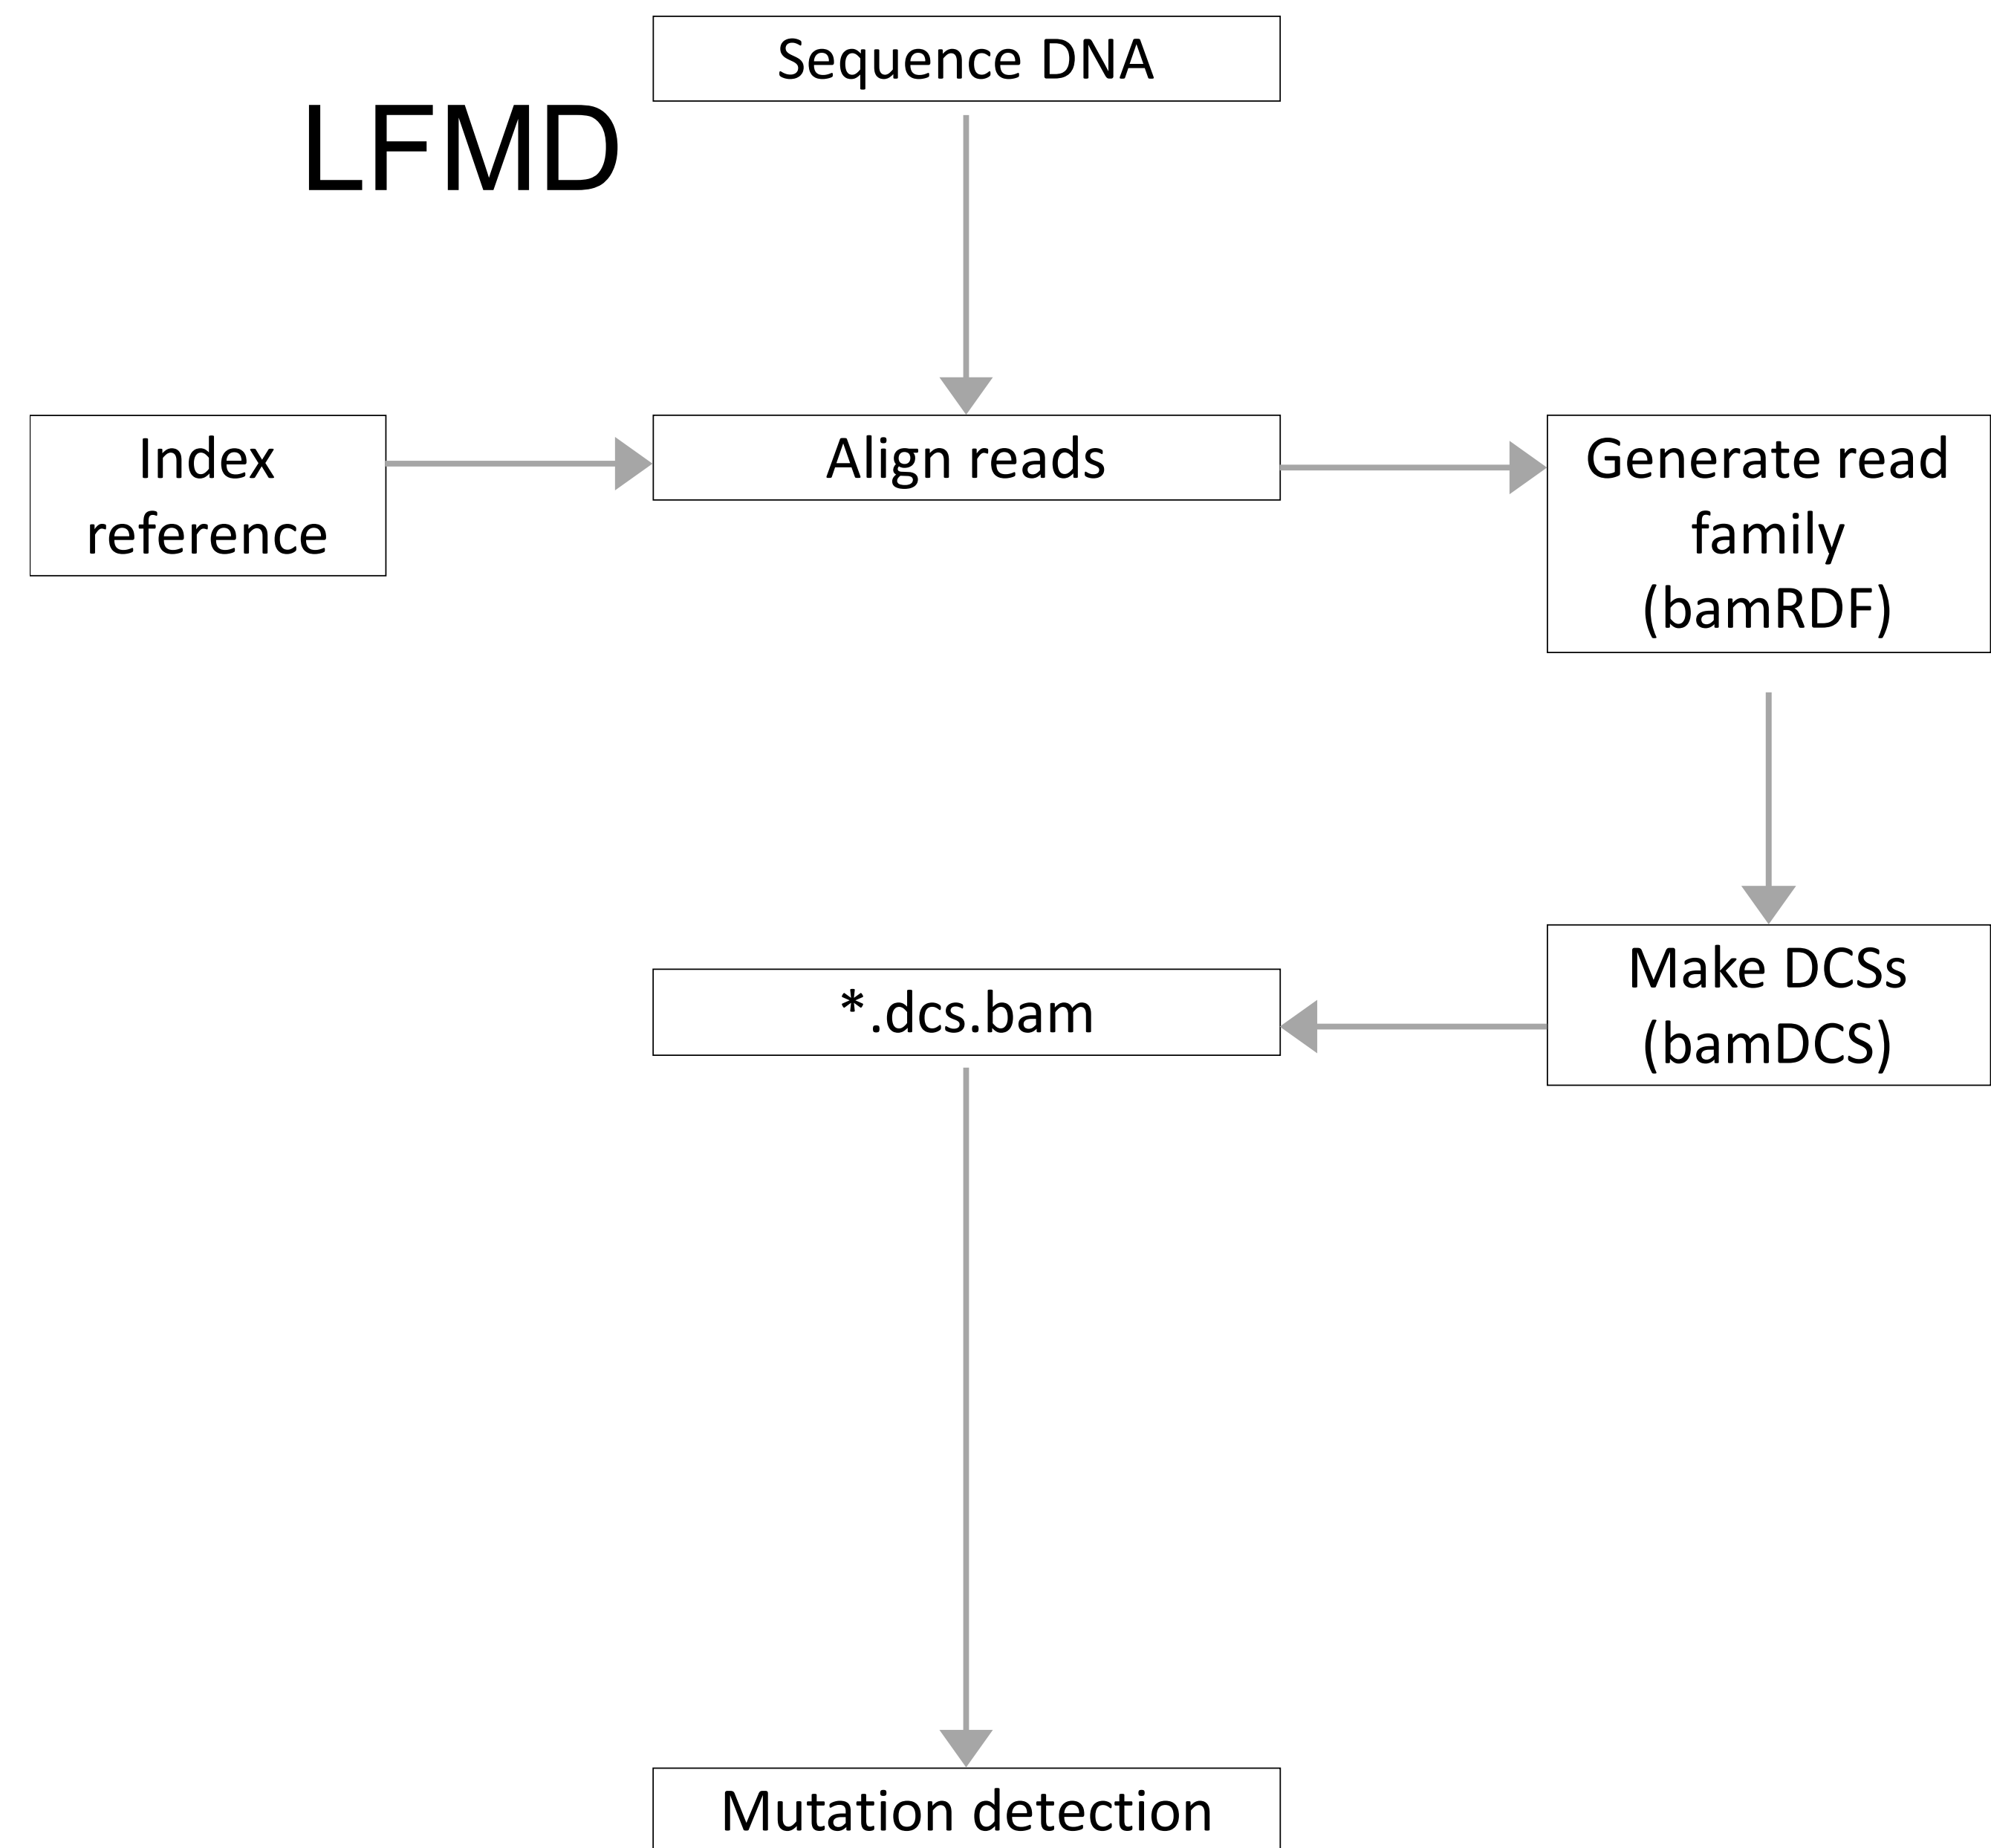 Sequence DNA
LFMD
Index
reference
Align reads
Generate read
family
(bamRDF)
Make DCSs
(bamDCS)
*.dcs.bam
Mutation detection